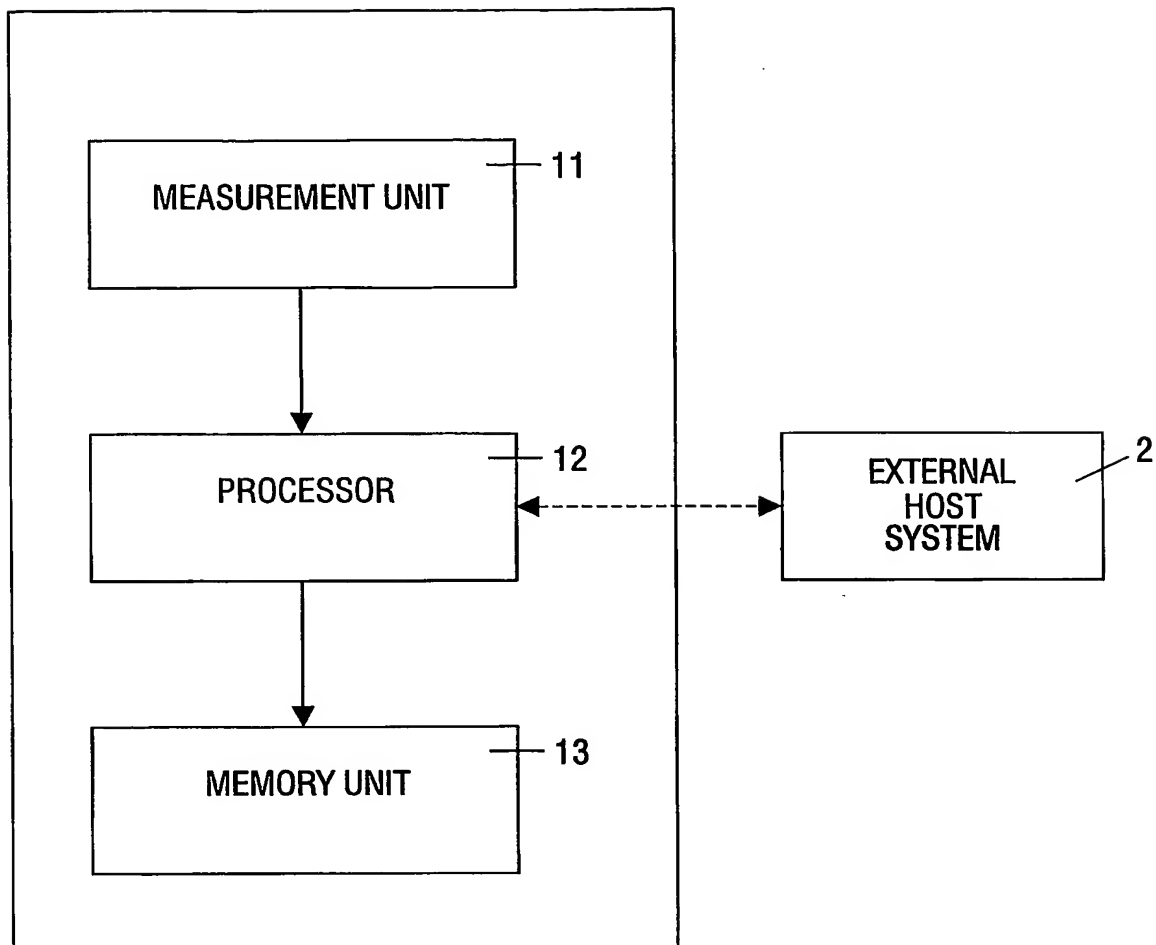 11
MEASUREMENT UNIT
12
PROCESSOR
2
EXTERNAL
HOST
SYSTEM
13
MEMORY UNIT